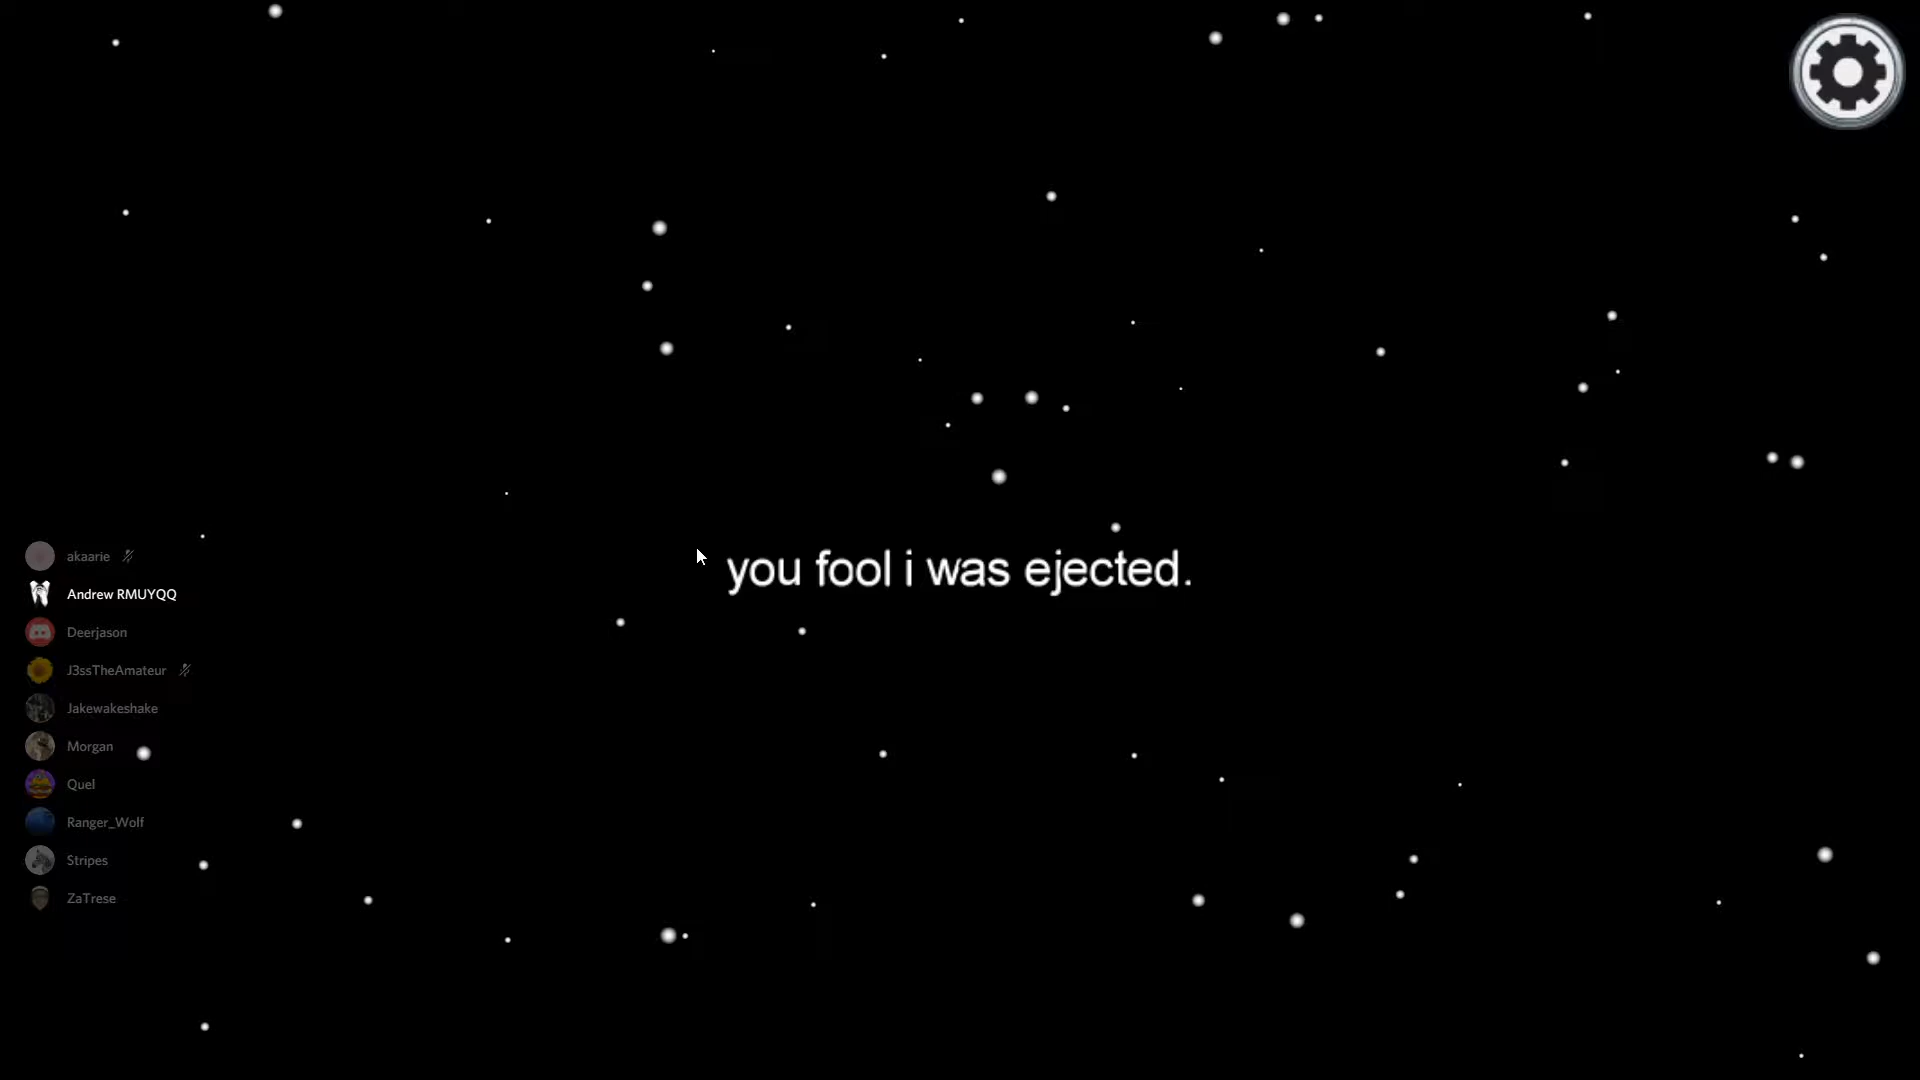 you fool i was ejected.
akaarie
Andrew RMUYQQ
Deerjason
J3ssTheAmateur
Jakewakeshake
Morgan
Quel
Ranger_Wolf
Stripes
ZaTrese